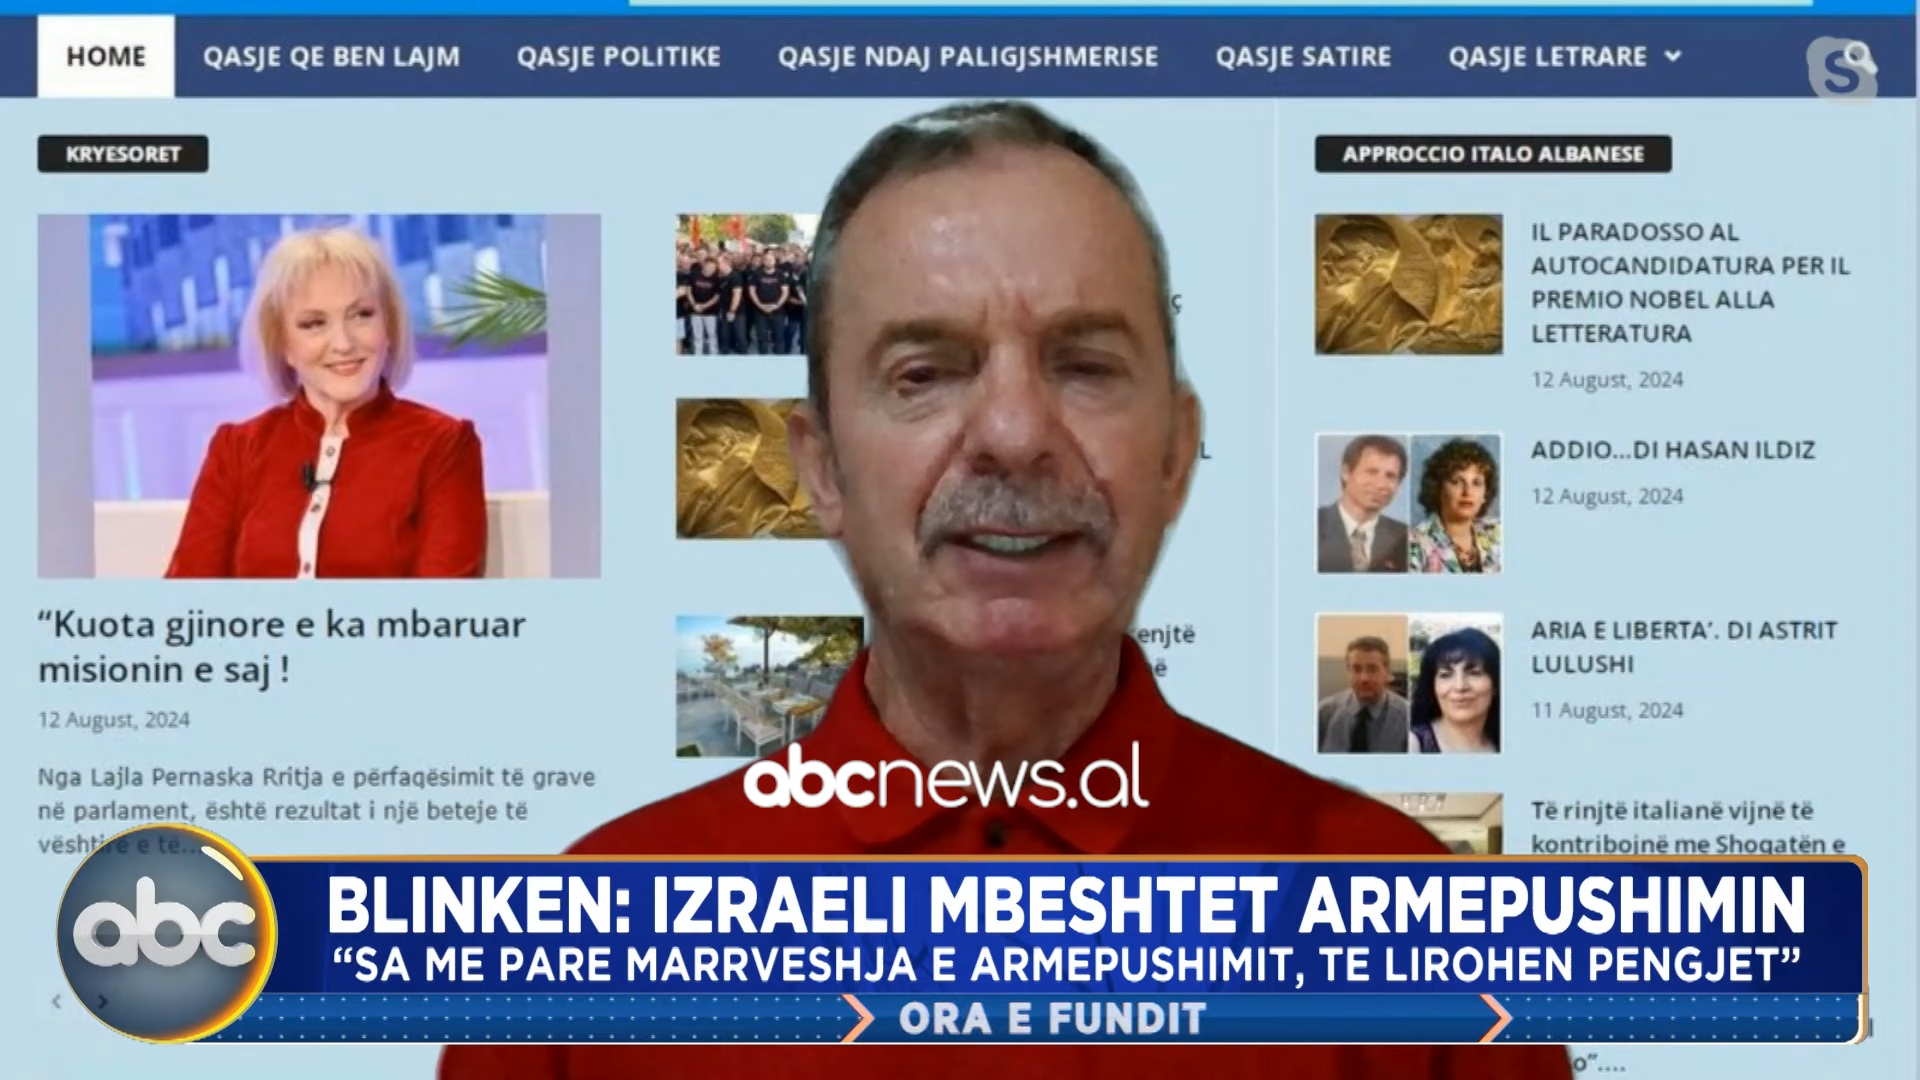 HOME QASJE QE BEN LAJM QASJE POLITIKE QASJE NDAJ PALIGJSHMERISE QASJE SATIRE QASJE LETRARE
KRYESORET
“Kuota gjinore e ka mbaruar
misionin e saj !
12 August, 2024
Nga Lajla Pernaska Rritja e përfaqësimit të grave
në parlament, është rezultat i një beteje të
vështirë e të...
APPROCCIO ITALO ALBANESE
IL PARADOSSO AL
AUTOCANDIDATURA PER IL
PREMIO NOBEL ALLA
LETTERATURA
12 August, 2024
ADDIO...DI HASAN ILDIZ
12 August, 2024
ARIA E LIBERTA’. DI ASTRIT
LULUSHI
11 August, 2024
Të rinjtë italianë vijnë të
kontribojnë me Shoqatën e
abcnews.al
abc
BLINKEN: IZRAELI MBESHTET ARMEPUSHIMIN
“SA ME PARE MARRVESHJA E ARMEPUSHIMIT, TE LIROHEN PENGJET”
ORA E FUNDIT